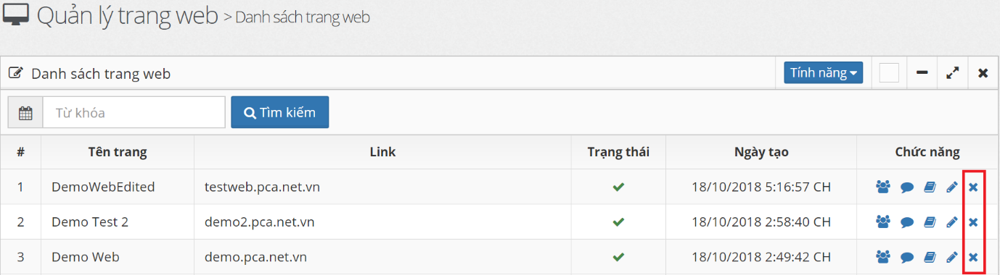 Quản lý trang web > Danh sách trang web
Danh sách trang web Tính năng
Từ khóa Tìm kiếm
# Tên trang Link Trạng thái Ngày tạo Chức năng
1 DemoWebEdited testweb.pca.net.vn 18/10/2018 5:16:57 CH
2 Demo Test 2 demo2.pca.net.vn 18/10/2018 2:58:40 CH
3 Demo Web demo.pca.net.vn 18/10/2018 2:49:42 CH